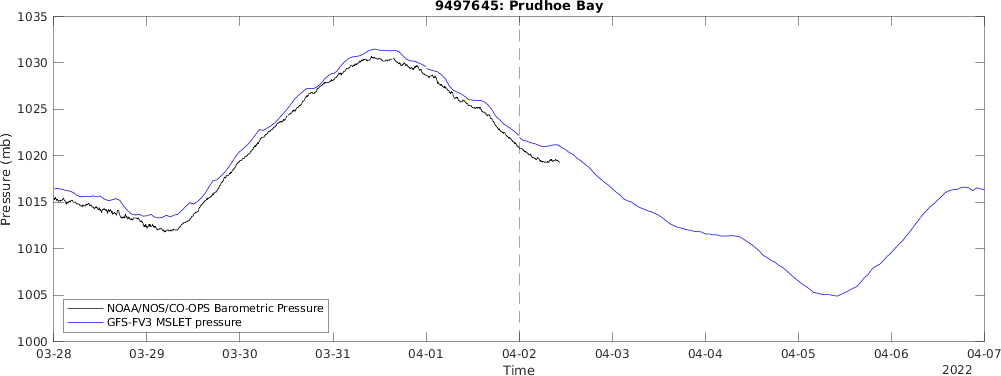 9497645: Prudhoe Bay
Pressure (mb)
1035
1030
1025
1020
1015
1010
1005
1000
NOAA/NOS/CO-OPS Barometric Pressure
GFS-FV3 MSLET pressure
03-28 03-29 03-30 03-31 04-01 04-02 04-03 04-04 04-05 04-06 04-07
Time
2022